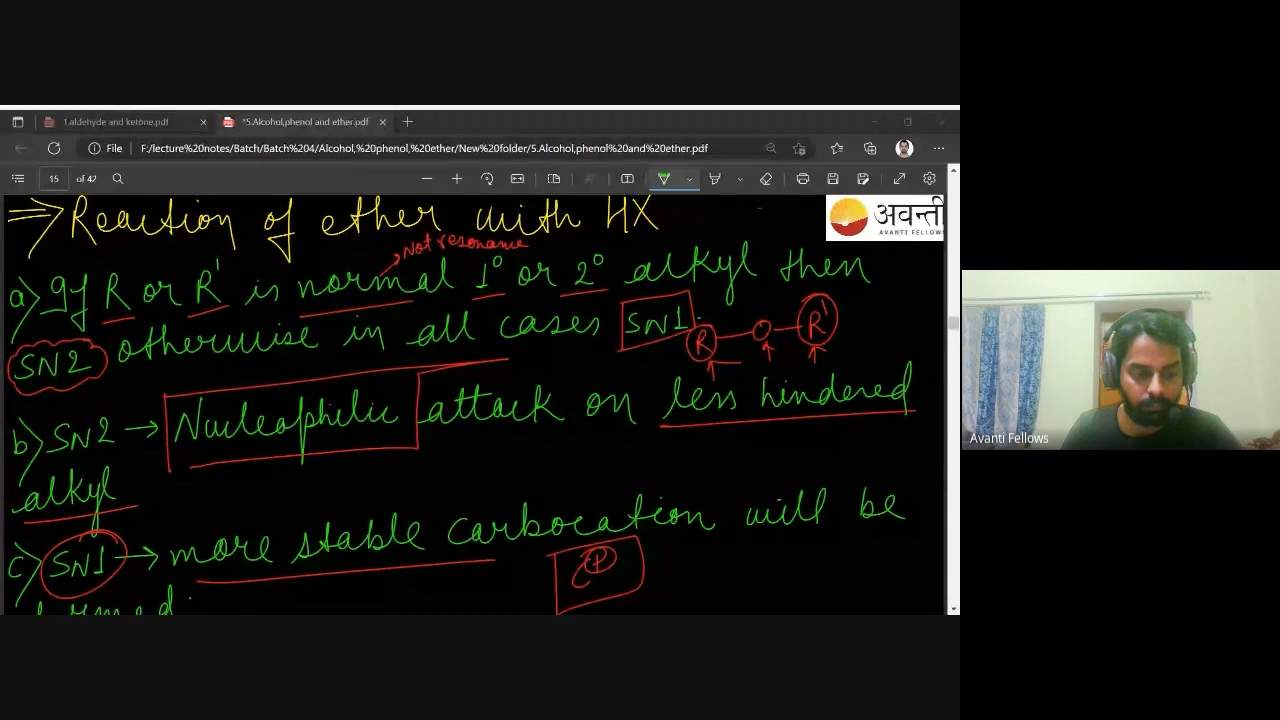 1.aldehyde and ketone.pdf
*5.Alcohol,phenol and ether.pdf
File
F:/lecture%20notes/Batch/Batch%204/Alcohol,%20phenol,%20ether/New%20folder/5.Alcohol,phenol%20and%20ether.pdf
15 of 42
⇒ Reaction of ether with HX
अवन्ती
AVANTI FELLOWS
Not resonance
a) If R or R' is normal 1° or 2° alkyl then
SN2 otherwise in all cases SN1.
R—O—R'
b) SN2 → Nucleophilic attack on less hindered
alkyl
c) SN1 → more stable carbocation will be
formed.
C⊕
Avanti Fellows